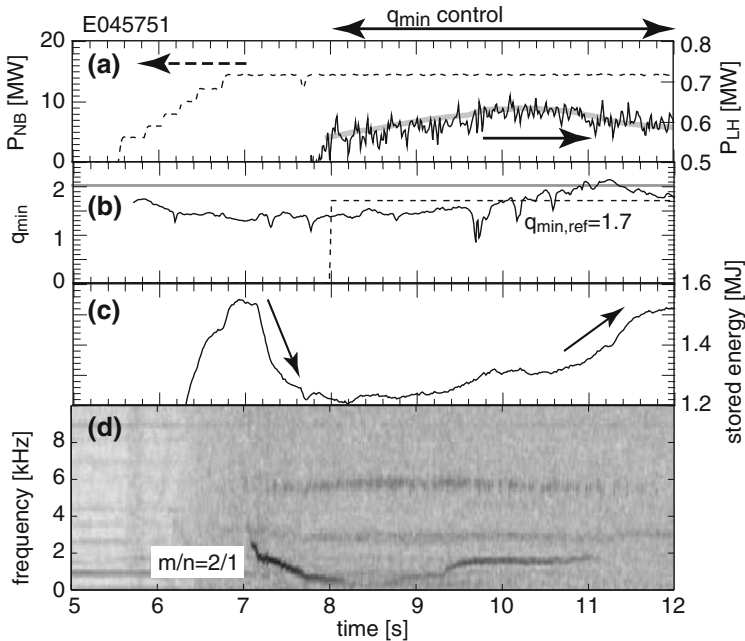 E045751
q_min control
(a)
P_NB [MW]
20
10
0
P_LH [MW]
0.8
0.7
0.6
0.5
(b)
q_min
2
1
0
q_min,ref=1.7
(c)
stored energy [MJ]
1.6
1.4
1.2
(d)
frequency [kHz]
8
6
4
2
0
m/n=2/1
5 6 7 8 9 10 11 12
time [s]